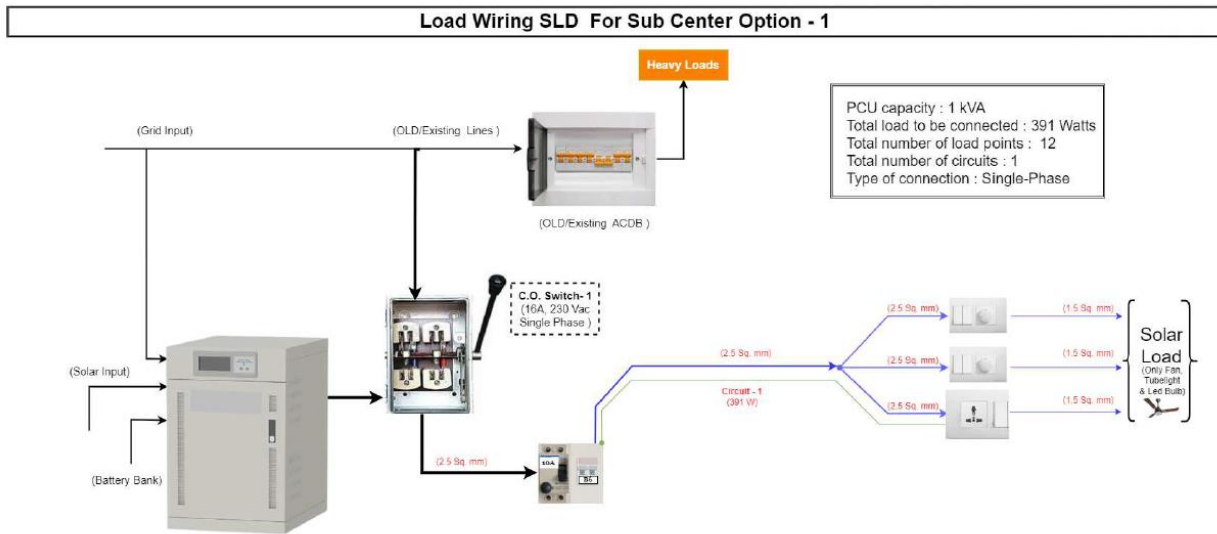 Load Wiring SLD For Sub Center Option - 1
Heavy Loads
PCU capacity : 1 kVA
Total load to be connected : 391 Watts
Total number of load points : 12
Total number of circuits : 1
Type of connection : Single-Phase
(Grid Input)
(OLD/Existing Lines )
(OLD/Existing ACDB )
C.O. Switch- 1
(16A, 230 Vac
Single Phase )
(2.5 Sq. mm)
(1.5 Sq. mm)
(2.5 Sq. mm)
(2.5 Sq. mm)
(1.5 Sq. mm)
(2.5 Sq. mm)
(1.5 Sq. mm)
Solar
Load
(Only Fan,
Tubelight
& Led Bulb)
(Solar Input)
Circuit - 1
(391 W)
(2.5 Sq. mm)
10A
B6
(Battery Bank)